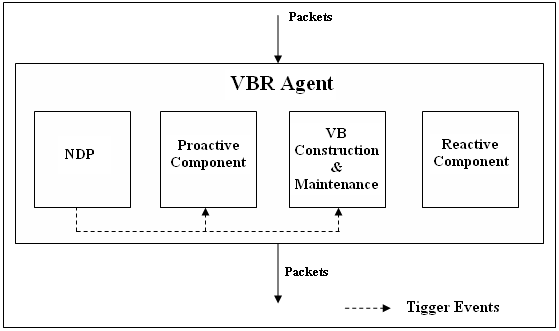 Packets
VBR Agent
NDP
Proactive
Component
VB
Construction
&
Maintenance
Reactive
Component
Packets
Tigger Events